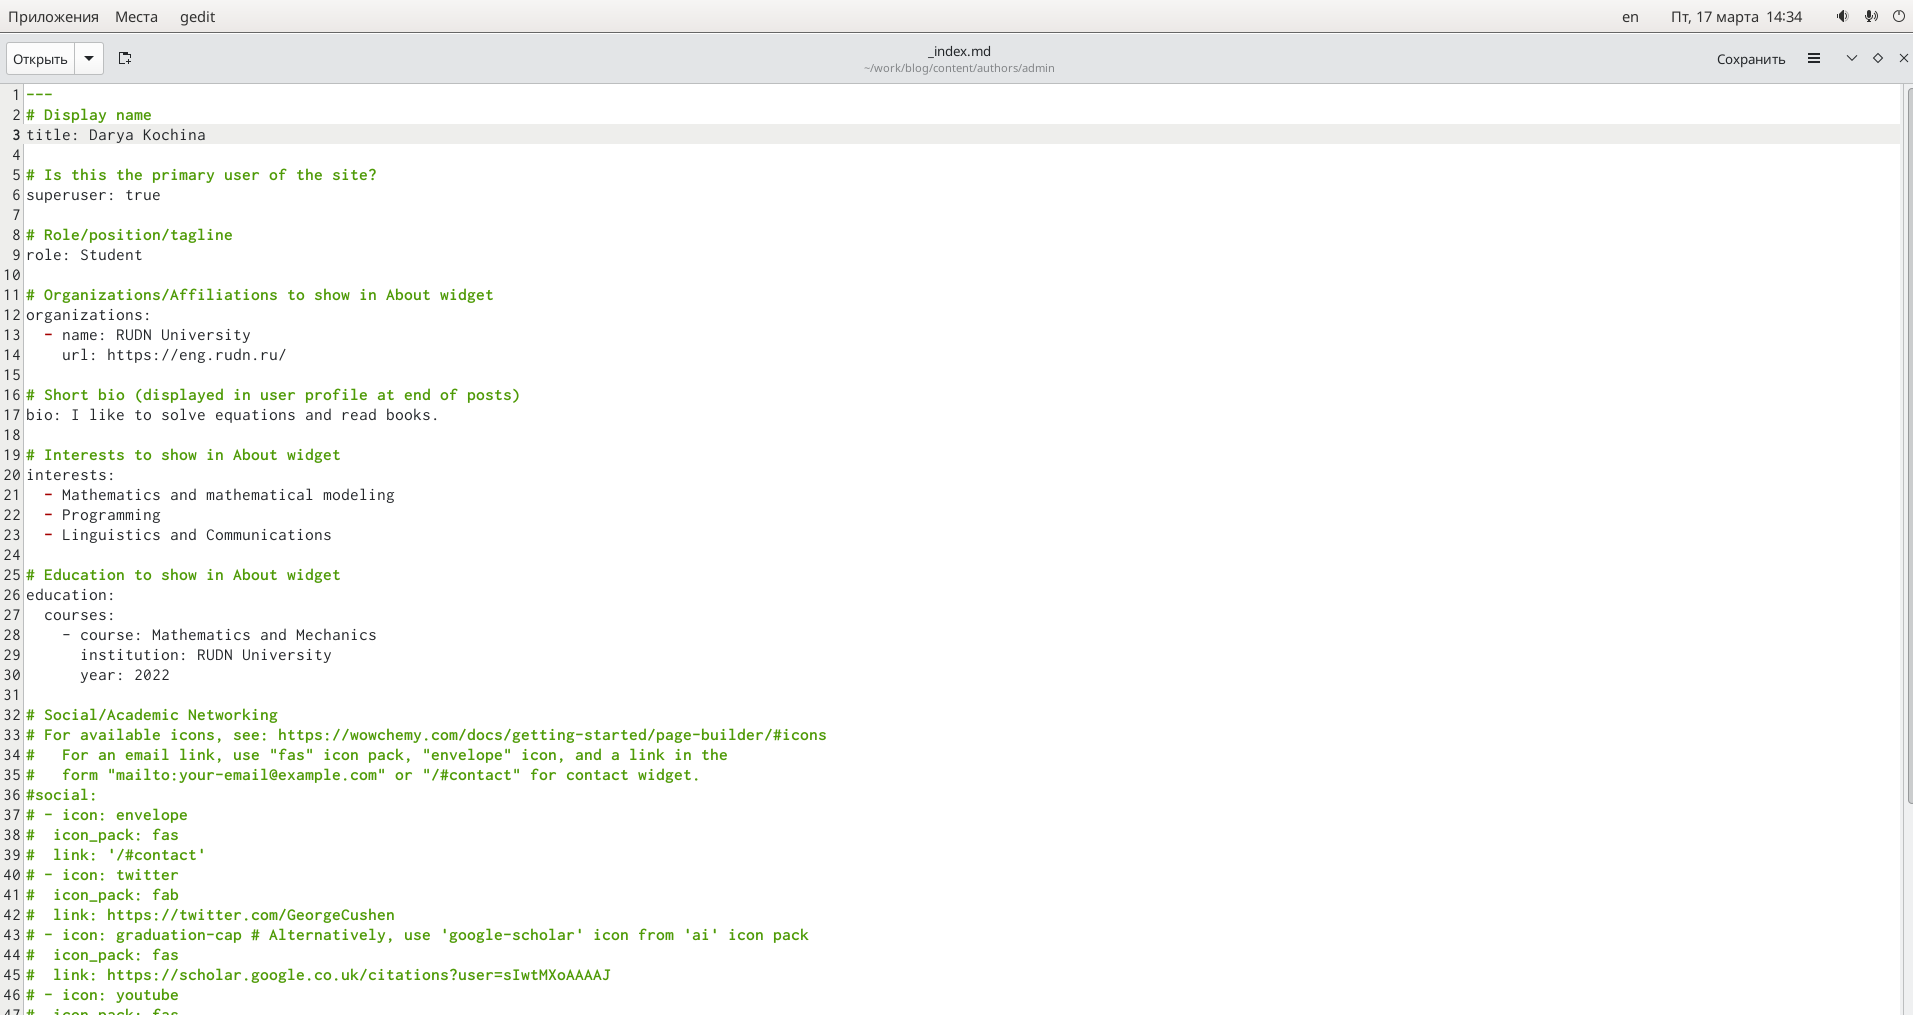 Приложения Места gedit en Пт, 17 марта 14:34
Открыть _index.md Сохранить
~/work/blog/content/authors/admin
1 ---
2 # Display name
3 title: Darya Kochina
4
5 # Is this the primary user of the site?
6 superuser: true
7
8 # Role/position/tagline
9 role: Student
10
11 # Organizations/Affiliations to show in About widget
12 organizations:
13   - name: RUDN University
14     url: https://eng.rudn.ru/
15
16 # Short bio (displayed in user profile at end of posts)
17 bio: I like to solve equations and read books.
18
19 # Interests to show in About widget
20 interests:
21   - Mathematics and mathematical modeling
22   - Programming
23   - Linguistics and Communications
24
25 # Education to show in About widget
26 education:
27   courses:
28     - course: Mathematics and Mechanics
29       institution: RUDN University
30       year: 2022
31
32 # Social/Academic Networking
33 # For available icons, see: https://wowchemy.com/docs/getting-started/page-builder/#icons
34 #   For an email link, use "fas" icon pack, "envelope" icon, and a link in the
35 #   form "mailto:your-email@example.com" or "/#contact" for contact widget.
36 #social:
37 # - icon: envelope
38 #  icon_pack: fas
39 #  link: '/#contact'
40 # - icon: twitter
41 #  icon_pack: fab
42 #  link: https://twitter.com/GeorgeCushen
43 # - icon: graduation-cap # Alternatively, use 'google-scholar' icon from 'ai' icon pack
44 #  icon_pack: fas
45 #  link: https://scholar.google.co.uk/citations?user=sIwtMXoAAAAJ
46 # - icon: youtube
47 #  icon_pack: fas